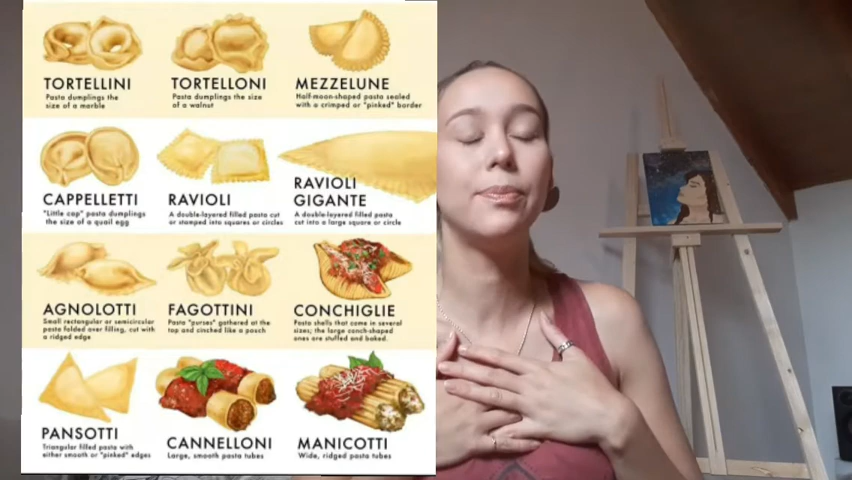 TORTELLINI
Pasta dumplings the
size of a marble
TORTELLONI
Pasta dumplings the size
of a walnut
MEZZELUNE
Half-moon-shaped pasta sealed
with a crimped or "pinked" border
CAPPELLETTI
"Little cap" pasta dumplings
the size of a quail egg
RAVIOLI
A double-layered filled pasta cut
or stamped into squares or circles
RAVIOLI
GIGANTE
A double-layered filled pasta
cut into a large square or circle
AGNOLOTTI
Small rectangular or semicircular
pasta folded over filling, cut with
a ridged edge
FAGOTTINI
Pasta "purses" gathered at the
top and cinched like a pouch
CONCHIGLIE
Pasta shells that come in several
sizes; the large conch-shaped
ones are stuffed and baked.
PANSOTTI
Triangular filled pasta with
either smooth or "pinked" edges
CANNELLONI
Large, smooth pasta tubes
MANICOTTI
Wide, ridged pasta tubes